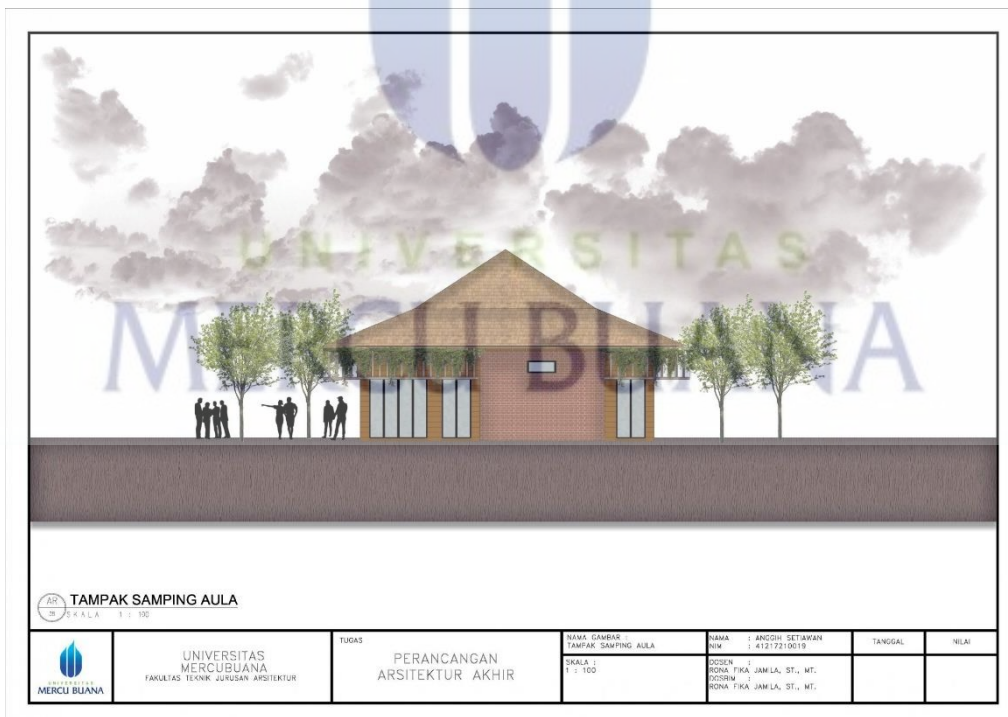 UNIVERSITAS
MERCU BUANA
AR
TAMPAK SAMPING AULA
SKALA 1 : 100
UNIVERSITAS
MERCU BUANA
UNIVERSITAS
MERCUBUANA
FAKULTAS TEKNIK JURUSAN ARSITEKTUR
TUGAS
PERANCANGAN
ARSITEKTUR AKHIR
NAMA GAMBAR :
TAMPAK SAMPING AULA
SKALA :
1 : 100
NAMA : ANGGIH SETIAWAN
NIM : 41217210019
DOSEN :
RONA FIKA JAMILA, ST., MT.
DOSBIM :
RONA FIKA JAMILA, ST., MT.
TANGGAL
NILAI